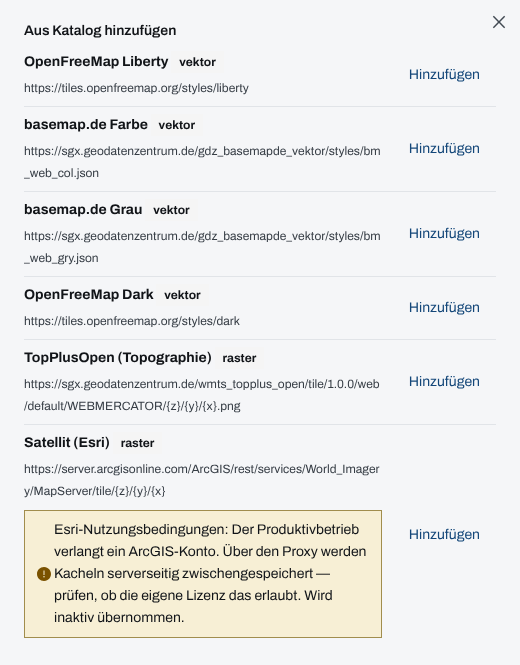 Aus Katalog hinzufügen
OpenFreeMap Liberty vektor
https://tiles.openfreemap.org/styles/liberty
Hinzufügen
basemap.de Farbe vektor
https://sgx.geodatenzentrum.de/gdz_basemapde_vektor/styles/bm
_web_col.json
Hinzufügen
basemap.de Grau vektor
https://sgx.geodatenzentrum.de/gdz_basemapde_vektor/styles/bm
_web_gry.json
Hinzufügen
OpenFreeMap Dark vektor
https://tiles.openfreemap.org/styles/dark
Hinzufügen
TopPlusOpen (Topographie) raster
https://sgx.geodatenzentrum.de/wmts_topplus_open/tile/1.0.0/web
/default/WEBMERCATOR/{z}/{y}/{x}.png
Hinzufügen
Satellit (Esri) raster
https://server.arcgisonline.com/ArcGIS/rest/services/World_Imager
y/MapServer/tile/{z}/{y}/{x}
Esri-Nutzungsbedingungen: Der Produktivbetrieb
verlangt ein ArcGIS-Konto. Über den Proxy werden
Kacheln serverseitig zwischengespeichert —
prüfen, ob die eigene Lizenz das erlaubt. Wird
inaktiv übernommen.
Hinzufügen